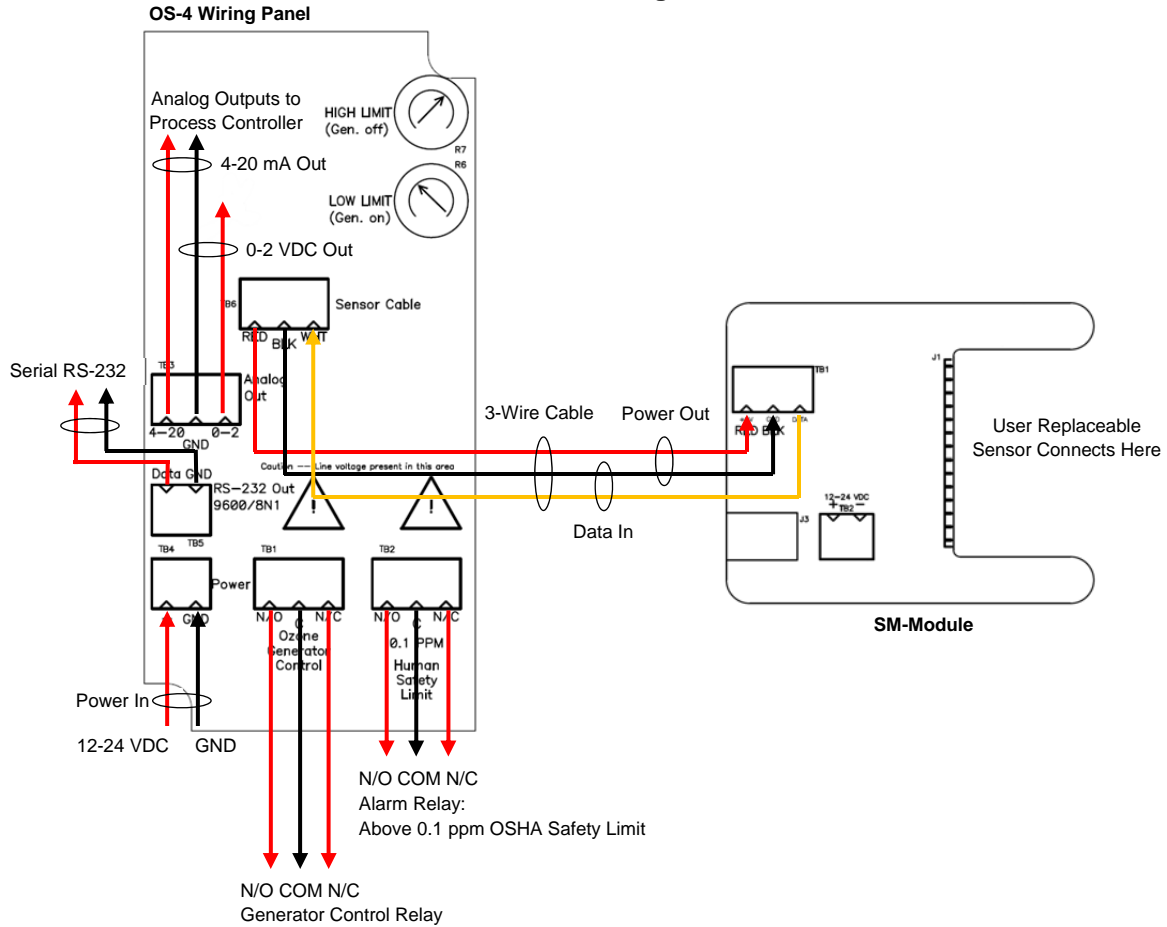 OS-4 Wiring Panel
Analog Outputs to
Process Controller
4-20 mA Out
0-2 VDC Out
HIGH LIMIT
(Gen. off)
R7
R6
LOW LIMIT
(Gen. on)
TB6
Sensor Cable
RED
BLK
WHT
Serial RS-232
TB3
Analog
Out
4-20
GND
0-2
Data GND
RS-232 Out
9600/8N1
Caution -- Line voltage present in this area
!
!
TB4
TB5
Power
GND
TB1
N/O
C
N/C
Ozone
Generator
Control
TB2
N/O
C
N/C
0.1 PPM
Human
Safety
Limit
Power In
12-24 VDC
GND
N/O COM N/C
Alarm Relay:
Above 0.1 ppm OSHA Safety Limit
N/O COM N/C
Generator Control Relay
3-Wire Cable
Power Out
Data In
TB1
GND
DATA
RED BLK
J1
User Replaceable
Sensor Connects Here
J3
12-24 VDC
+ TB2 -
SM-Module